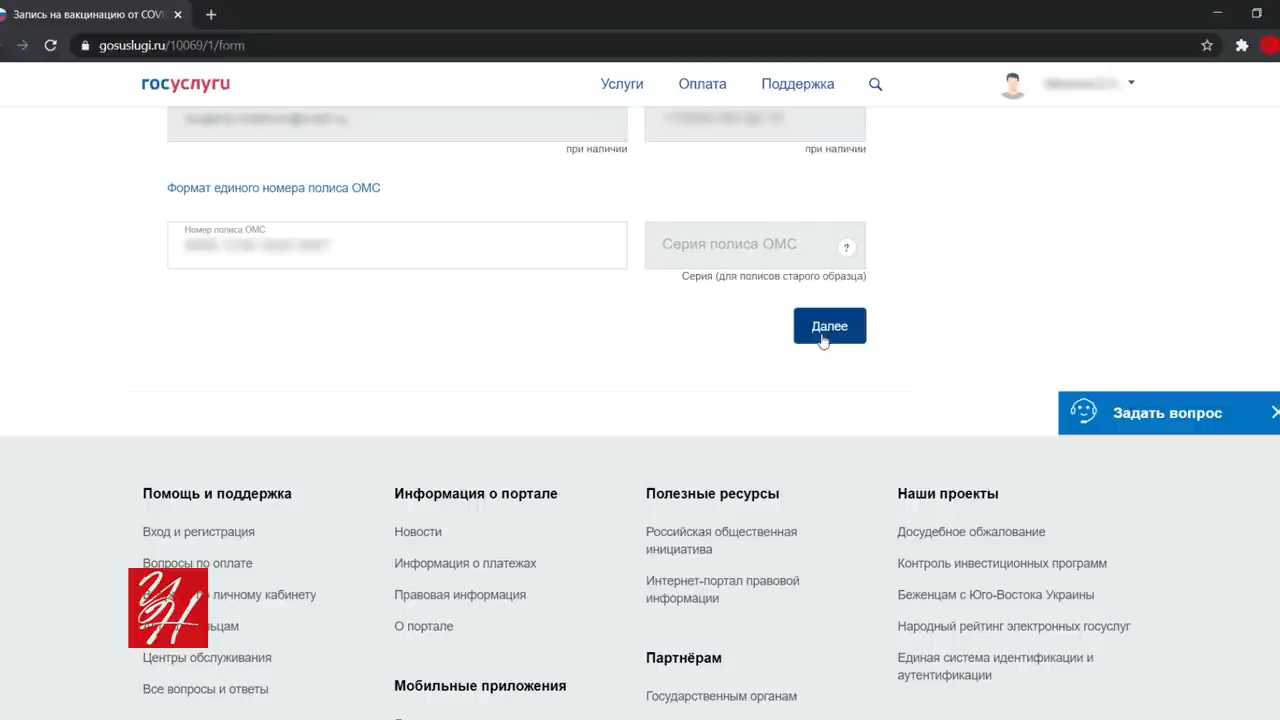 Запись на вакцинацию от COVI
gosuslugi.ru/10069/1/form
госуслуги
Услуги
Оплата
Поддержка
при наличии
при наличии
Формат единого номера полиса ОМС
Номер полиса ОМС
Серия полиса ОМС
?
Серия (для полисов старого образца)
Далее
Задать вопрос
Помощь и поддержка
Вход и регистрация
Вопросы по оплате
личному кабинету
Центры обслуживания
Все вопросы и ответы
Информация о портале
Новости
Информация о платежах
Правовая информация
О портале
Мобильные приложения
Полезные ресурсы
Российская общественная
инициатива
Интернет-портал правовой
информации
Партнёрам
Государственным органам
Наши проекты
Досудебное обжалование
Контроль инвестиционных программ
Беженцам с Юго-Востока Украины
Народный рейтинг электронных госуслуг
Единая система идентификации и
аутентификации